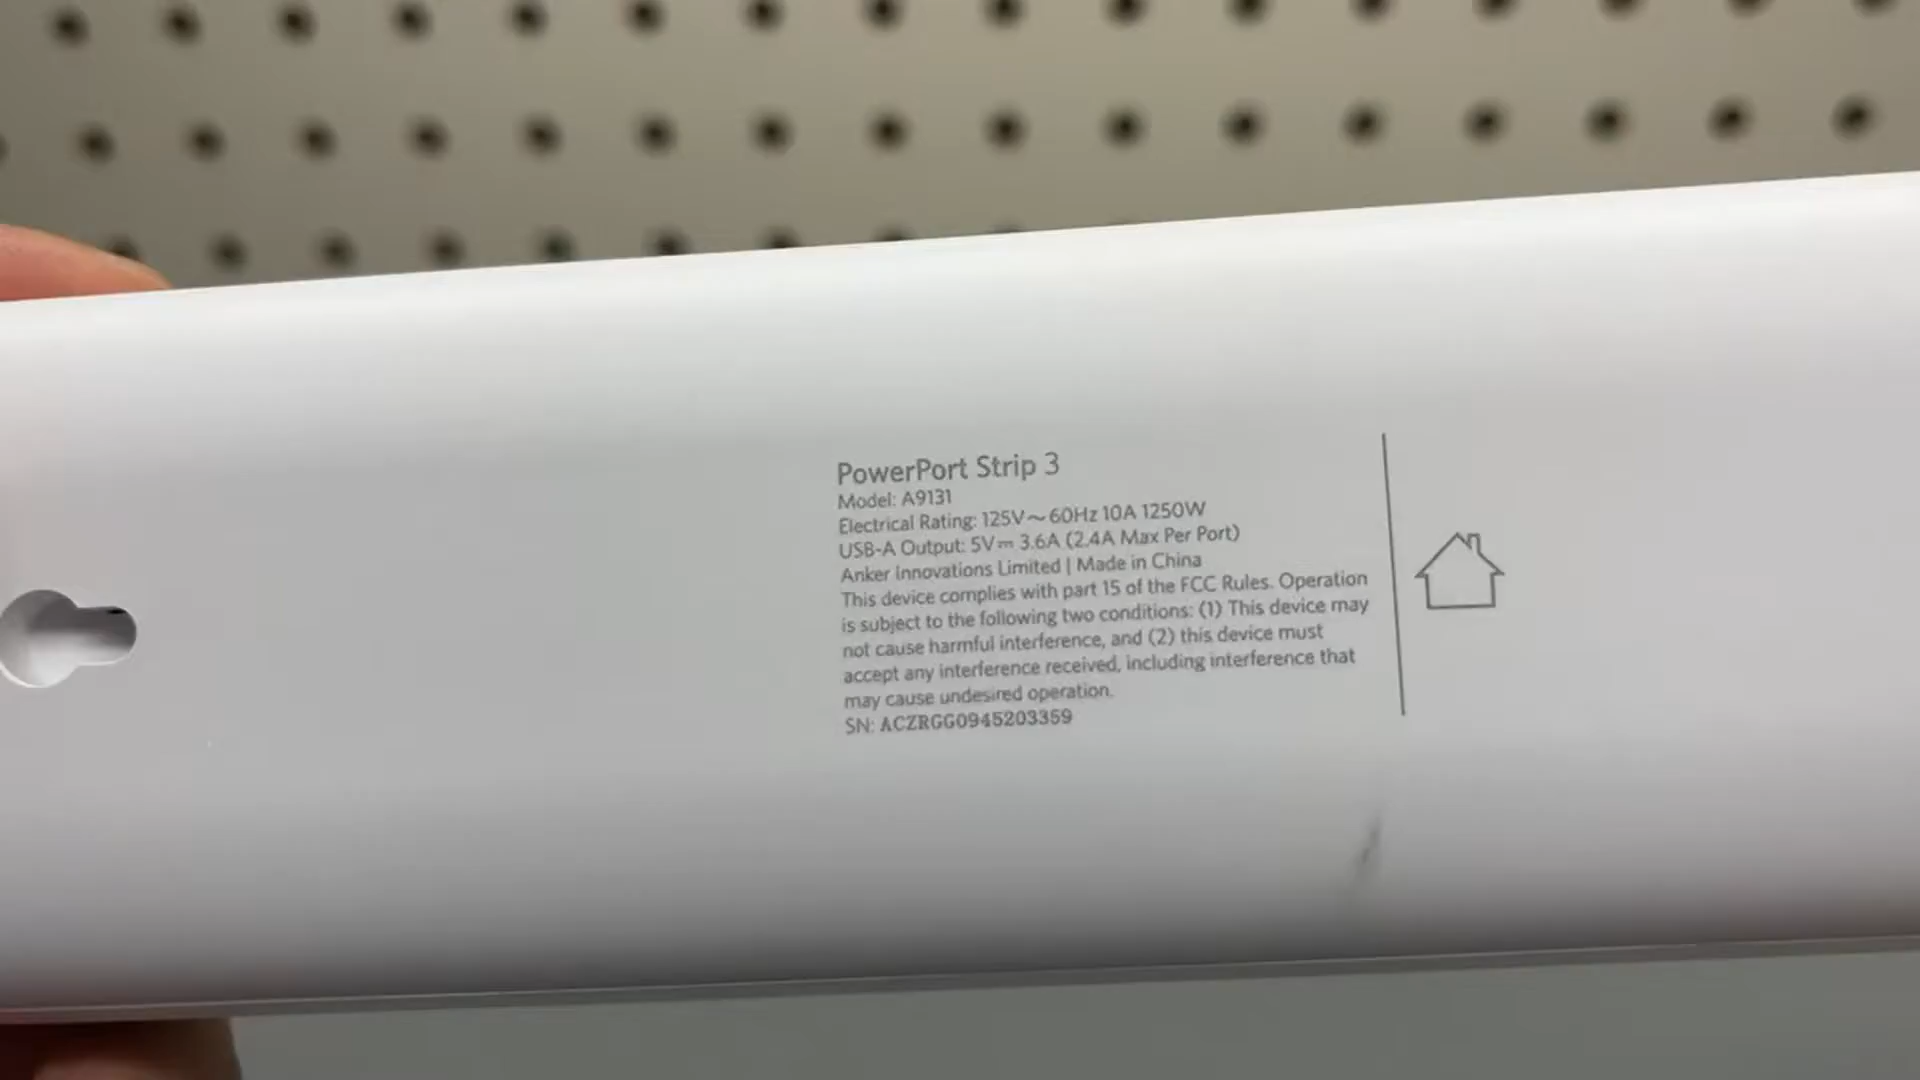 PowerPort Strip 3
Model: A9131
Electrical Rating: 125V～60Hz 10A 1250W
USB-A Output: 5V⎓ 3.6A (2.4A Max Per Port)
Anker Innovations Limited | Made in China
This device complies with part 15 of the FCC Rules. Operation
is subject to the following two conditions: (1) This device may
not cause harmful interference, and (2) this device must
accept any interference received, including interference that
may cause undesired operation.
SN: ACZRGG0945203359